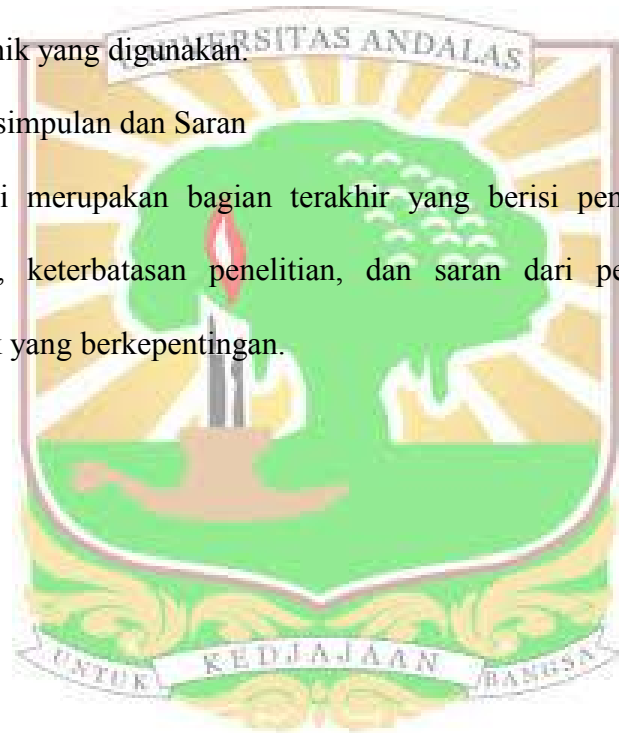 UNIVERSITAS ANDALAS
nik yang digunakan.
simpulan dan Saran
i merupakan bagian terakhir yang berisi pen
, keterbatasan penelitian, dan saran dari pe
yang berkepentingan.
UNTUK KEDJAJAAN BANGSA